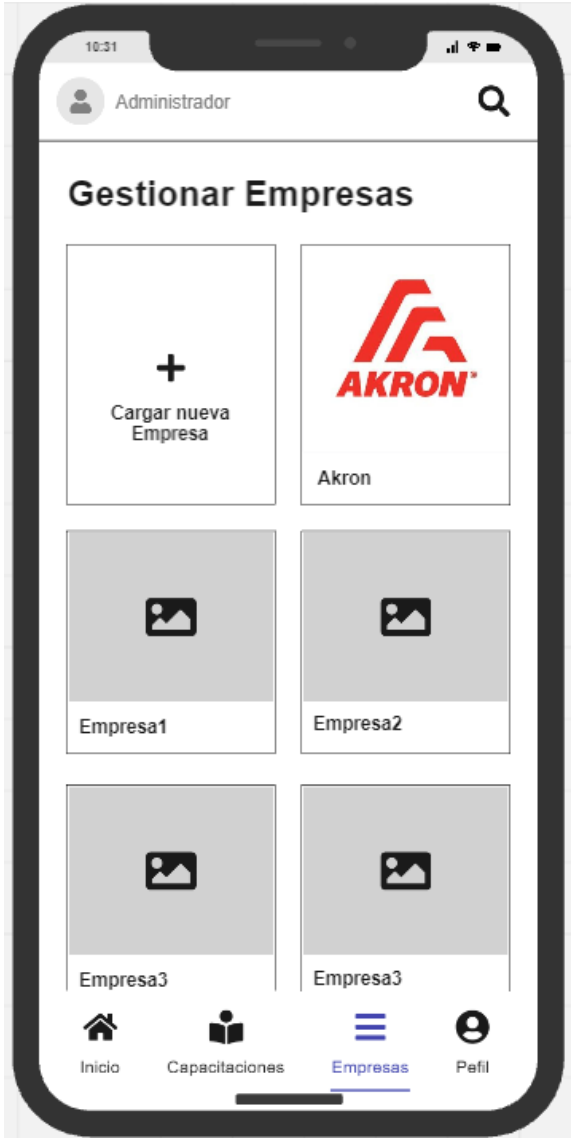 10:31
Administrador
Gestionar Empresas
Cargar nueva
Empresa
AKRON
Akron
Empresa1
Empresa2
Empresa3
Empresa3
Inicio
Capacitaciones
Empresas
Pefil